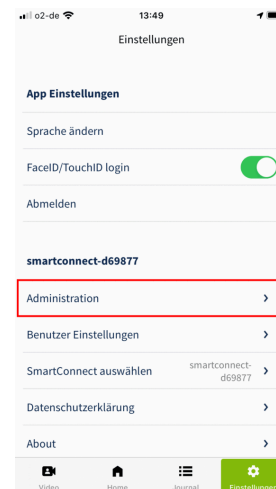 o2-de 13:49
Einstellungen
App Einstellungen
Sprache ändern
FaceID/TouchID login
Abmelden
smartconnect-d69877
Administration
Benutzer Einstellungen
SmartConnect auswählen smartconnect-
d69877
Datenschutzerklärung
About
Video Home Journal Einstellungen